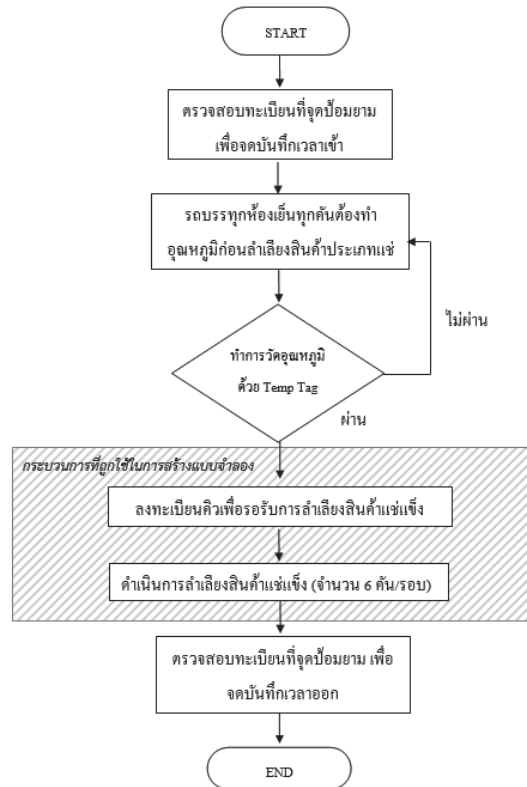 START
ตรวจสอบทะเบียนที่จุดป้อมยาม
เพื่อจดบันทึกเวลาเข้า
รถบรรทุกห้องเย็นทุกคันต้องทำ
อุณหภูมิก่อนลำเลียงสินค้าประเภทแช่
ไม่ผ่าน
ทำการวัดอุณหภูมิ
ด้วย Temp Tag
ผ่าน
กระบวนการที่ถูกใช้ในการสร้างแบบจำลอง
ลงทะเบียนคิวเพื่อรอรับการลำเลียงสินค้าแช่แข็ง
ดำเนินการลำเลียงสินค้าแช่แข็ง (จำนวน 6 คัน/รอบ)
ตรวจสอบทะเบียนที่จุดป้อมยาม เพื่อ
จดบันทึกเวลาออก
END